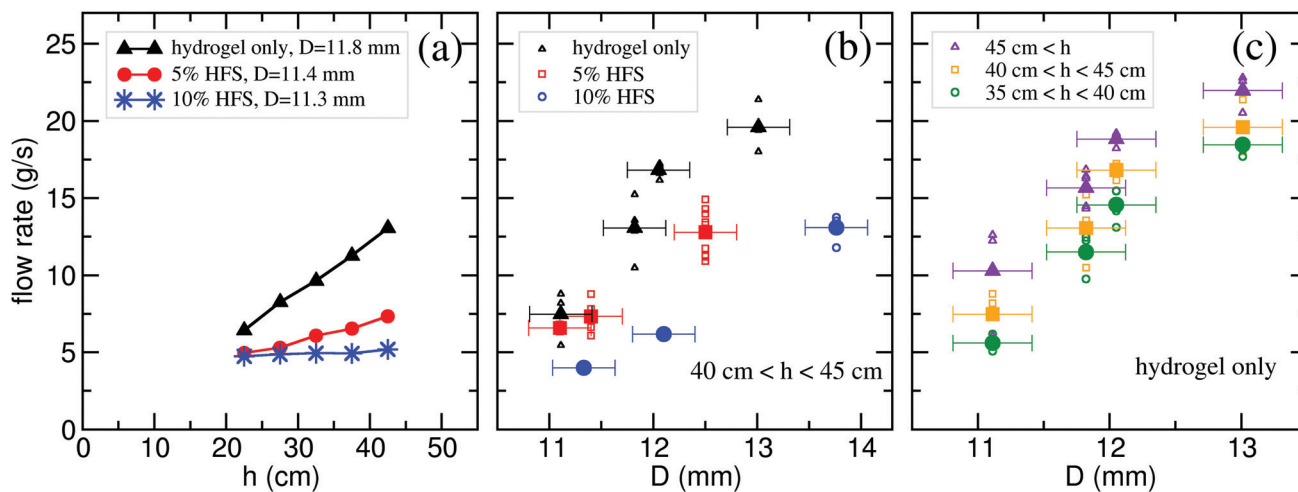 (a)
hydrogel only, D=11.8 mm
5% HFS, D=11.4 mm
10% HFS, D=11.3 mm
flow rate (g/s)
0
5
10
15
20
25
0
10
20
30
40
50
h (cm)
(b)
hydrogel only
5% HFS
10% HFS
40 cm < h < 45 cm
11
12
13
14
D (mm)
(c)
45 cm < h
40 cm < h < 45 cm
35 cm < h < 40 cm
hydrogel only
11
12
13
D (mm)